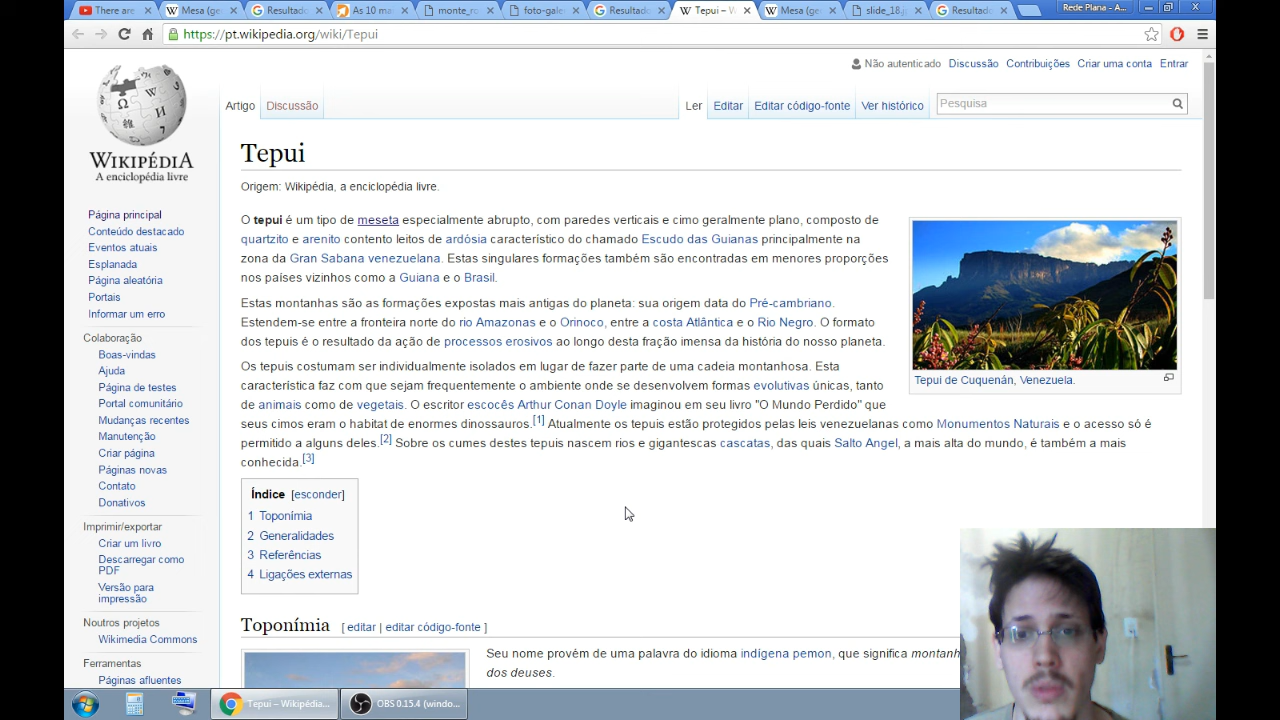 There are
Mesa (ge
Resultado
As 10 ma
monte_ro
foto-gale
Resultado
Tepui – W
Mesa (ge
slide_18.j
Resultado
Rede Plana - A...
https://pt.wikipedia.org/wiki/Tepui
Não autenticado Discussão Contribuições Criar uma conta Entrar
Artigo Discussão Ler Editar Editar código-fonte Ver histórico Pesquisa
WIKIPÉDIA
A enciclopédia livre
Página principal
Conteúdo destacado
Eventos atuais
Esplanada
Página aleatória
Portais
Informar um erro
Colaboração
Boas-vindas
Ajuda
Página de testes
Portal comunitário
Mudanças recentes
Manutenção
Criar página
Páginas novas
Contato
Donativos
Imprimir/exportar
Criar um livro
Descarregar como
PDF
Versão para
impressão
Noutros projetos
Wikimedia Commons
Ferramentas
Páginas afluentes
Tepui
Origem: Wikipédia, a enciclopédia livre.
O tepui é um tipo de meseta especialmente abrupto, com paredes verticais e cimo geralmente plano, composto de
quartzito e arenito contento leitos de ardósia característico do chamado Escudo das Guianas principalmente na
zona da Gran Sabana venezuelana. Estas singulares formações também são encontradas em menores proporções
nos países vizinhos como a Guiana e o Brasil.
Estas montanhas são as formações expostas mais antigas do planeta: sua origem data do Pré-cambriano.
Estendem-se entre a fronteira norte do rio Amazonas e o Orinoco, entre a costa Atlântica e o Rio Negro. O formato
dos tepuis é o resultado da ação de processos erosivos ao longo desta fração imensa da história do nosso planeta.
Os tepuis costumam ser individualmente isolados em lugar de fazer parte de uma cadeia montanhosa. Esta
característica faz com que sejam frequentemente o ambiente onde se desenvolvem formas evolutivas únicas, tanto
de animais como de vegetais. O escritor escocês Arthur Conan Doyle imaginou em seu livro "O Mundo Perdido" que
seus cimos eram o habitat de enormes dinossauros.[1] Atualmente os tepuis estão protegidos pelas leis venezuelanas como Monumentos Naturais e o acesso só é
permitido a alguns deles.[2] Sobre os cumes destes tepuis nascem rios e gigantescas cascatas, das quais Salto Angel, a mais alta do mundo, é também a mais
conhecida.[3]
Tepui de Cuquenán, Venezuela.
Índice [esconder]
1 Toponímia
2 Generalidades
3 Referências
4 Ligações externas
Toponímia [ editar | editar código-fonte ]
Seu nome provém de uma palavra do idioma indígena pemon, que significa montanh
dos deuses.
Tepui – Wikipédia...
OBS 0.15.4 (windo...